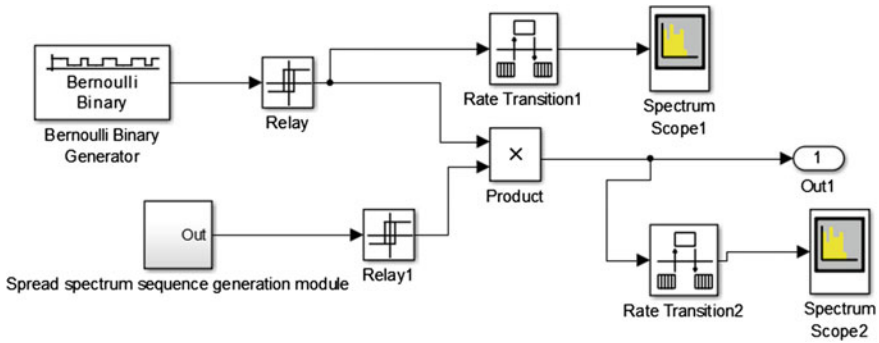 Bernoulli
Binary
Bernoulli Binary
Generator
Relay
Rate Transition1
Spectrum
Scope1
×
Product
1
Out1
Out
Spread spectrum sequence generation module
Relay1
Rate Transition2
Spectrum
Scope2